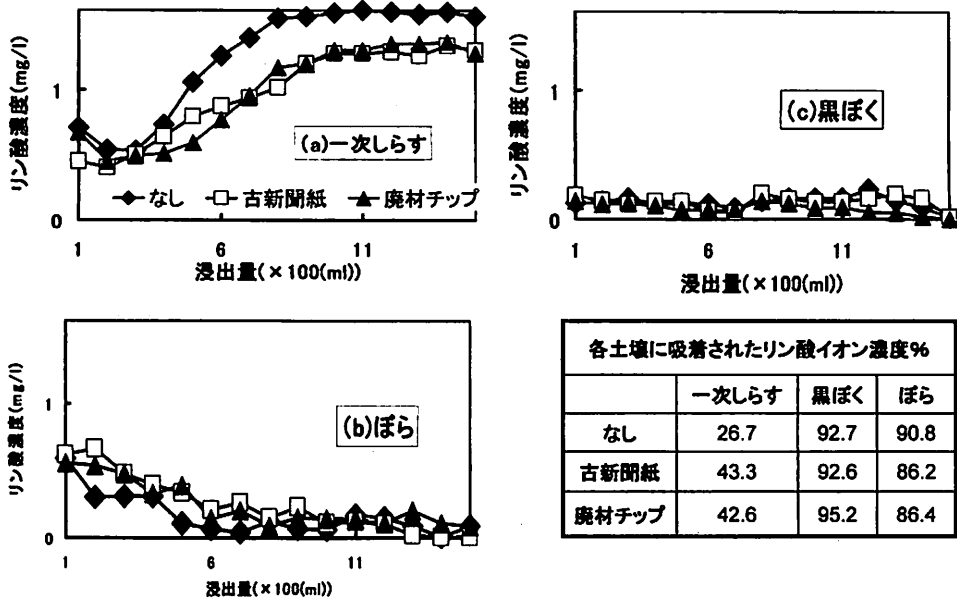 リン酸濃度(mg/l)
1
0
(a)一次しらす
なし 古新聞紙 廃材チップ
1 6 11
浸出量(×100(ml))
リン酸濃度(mg/l)
1
0
(c)黒ぼく
1 6 11
浸出量(×100(ml))
リン酸濃度(mg/l)
1
0
(b)ぼら
1 6 11
浸出量(×100(ml))
各土壌に吸着されたリン酸イオン濃度%
一次しらす 黒ぼく ぼら
なし 26.7 92.7 90.8
古新聞紙 43.3 92.6 86.2
廃材チップ 42.6 95.2 86.4